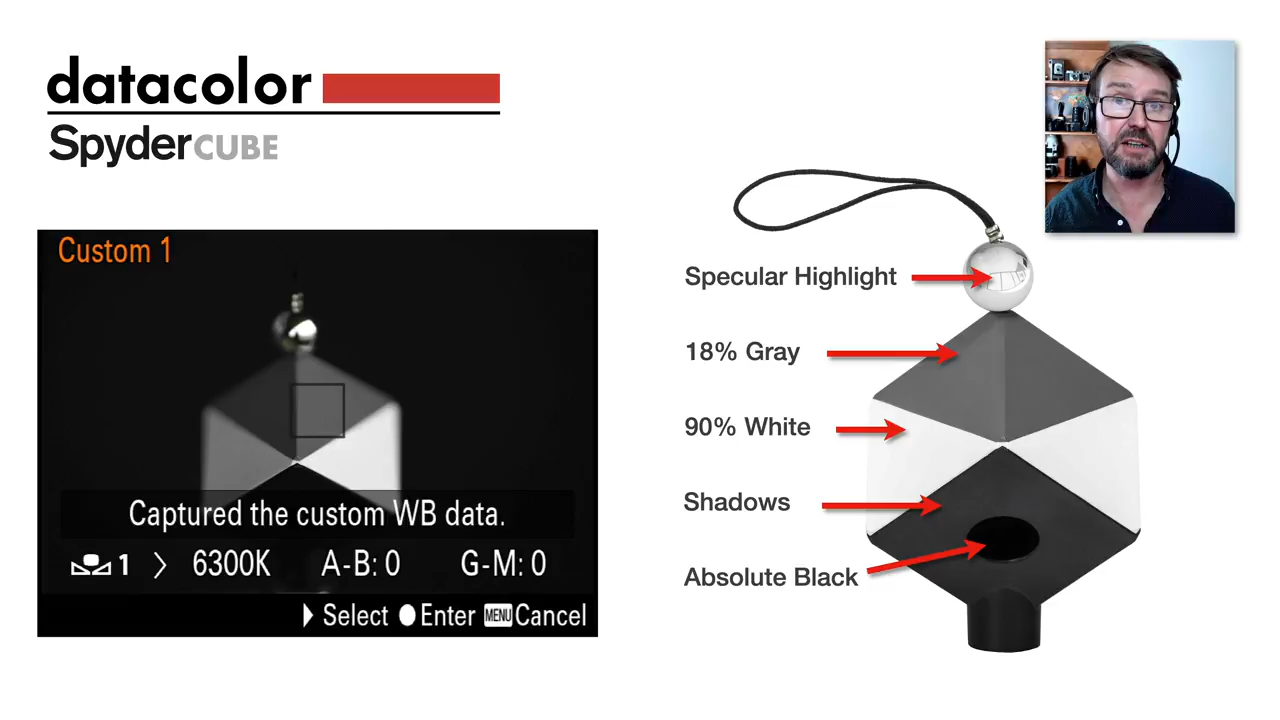 datacolor
SpyderCUBE
Custom 1
Captured the custom WB data.
1 > 6300K A-B: 0 G-M: 0
Select Enter MENU Cancel
Specular Highlight
18% Gray
90% White
Shadows
Absolute Black